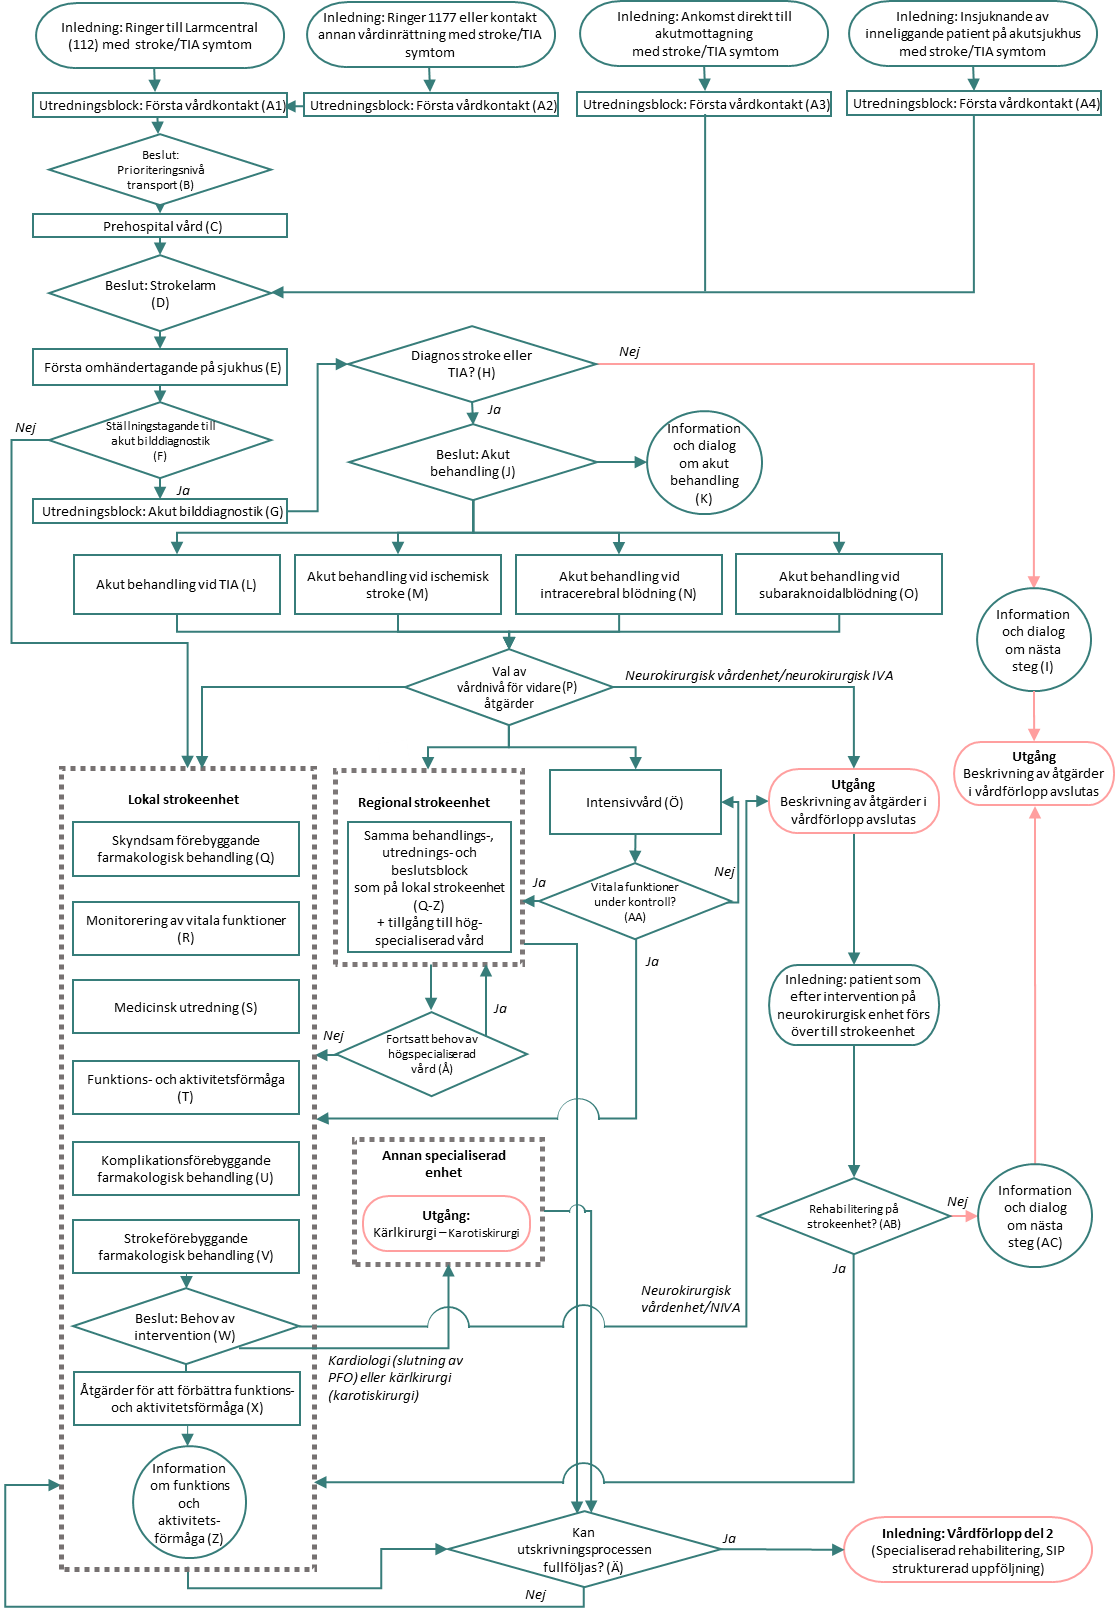 Inledning: Ringer till Larmcentral
(112) med stroke/TIA symtom
Inledning: Ringer 1177 eller kontakt
annan vårdinrättning med stroke/TIA
symtom
Inledning: Ankomst direkt till
akutmottagning
med stroke/TIA symtom
Inledning: Insjuknande av
inneliggande patient på akutsjukhus
med stroke/TIA symtom
Utredningsblock: Första vårdkontakt (A1)
Utredningsblock: Första vårdkontakt (A2)
Utredningsblock: Första vårdkontakt (A3)
Utredningsblock: Första vårdkontakt (A4)
Beslut:
Prioriteringsnivå
transport (B)
Prehospital vård (C)
Beslut: Strokelarm
(D)
Första omhändertagande på sjukhus (E)
Diagnos stroke eller
TIA? (H)
Nej
Ja
Nej
Ställningstagande till
akut bilddiagnostik
(F)
Ja
Beslut: Akut
behandling (J)
Information
och dialog
om akut
behandling
(K)
Utredningsblock: Akut bilddiagnostik (G)
Akut behandling vid TIA (L)
Akut behandling vid ischemisk
stroke (M)
Akut behandling vid
intracerebral blödning (N)
Akut behandling vid
subaraknoidalblödning (O)
Information
och dialog
om nästa
steg (I)
Val av
vårdnivå för vidare (P)
åtgärder
Neurokirurgisk vårdenhet/neurokirurgisk IVA
Utgång
Beskrivning av åtgärder
i vårdförlopp avslutas
Lokal strokeenhet
Regional strokeenhet
Intensivvård (Ö)
Utgång
Beskrivning av åtgärder i
vårdförlopp avslutas
Skyndsam förebyggande
farmakologisk behandling (Q)
Samma behandlings-,
utrednings- och
beslutsblock
som på lokal strokeenhet
(Q-Z)
+ tillgång till hög-
specialiserad vård
Ja
Vitala funktioner
under kontroll?
(AA)
Nej
Ja
Monitorering av vitala funktioner
(R)
Medicinsk utredning (S)
Inledning: patient som
efter intervention på
neurokirurgisk enhet förs
över till strokeenhet
Ja
Nej
Fortsatt behov av
högspecialiserad
vård (Å)
Funktions- och aktivitetsförmåga
(T)
Komplikationsförebyggande
farmakologisk behandling (U)
Annan specialiserad
enhet
Utgång:
Kärlkirurgi – Karotiskirurgi
Strokeförebyggande
farmakologisk behandling (V)
Rehabilitering på
strokeenhet? (AB)
Nej
Information
och dialog
om nästa
steg (AC)
Ja
Neurokirurgisk
vårdenhet/NIVA
Beslut: Behov av
intervention (W)
Kardiologi (slutning av
PFO) eller kärlkirurgi
(karotiskirurgi)
Åtgärder för att förbättra funktions-
och aktivitetsförmåga (X)
Information
om funktions
och
aktivitets-
förmåga (Z)
Kan
utskrivningsprocessen
fullföljas? (Ä)
Ja
Nej
Inledning: Vårdförlopp del 2
(Specialiserad rehabilitering, SIP
strukturerad uppföljning)